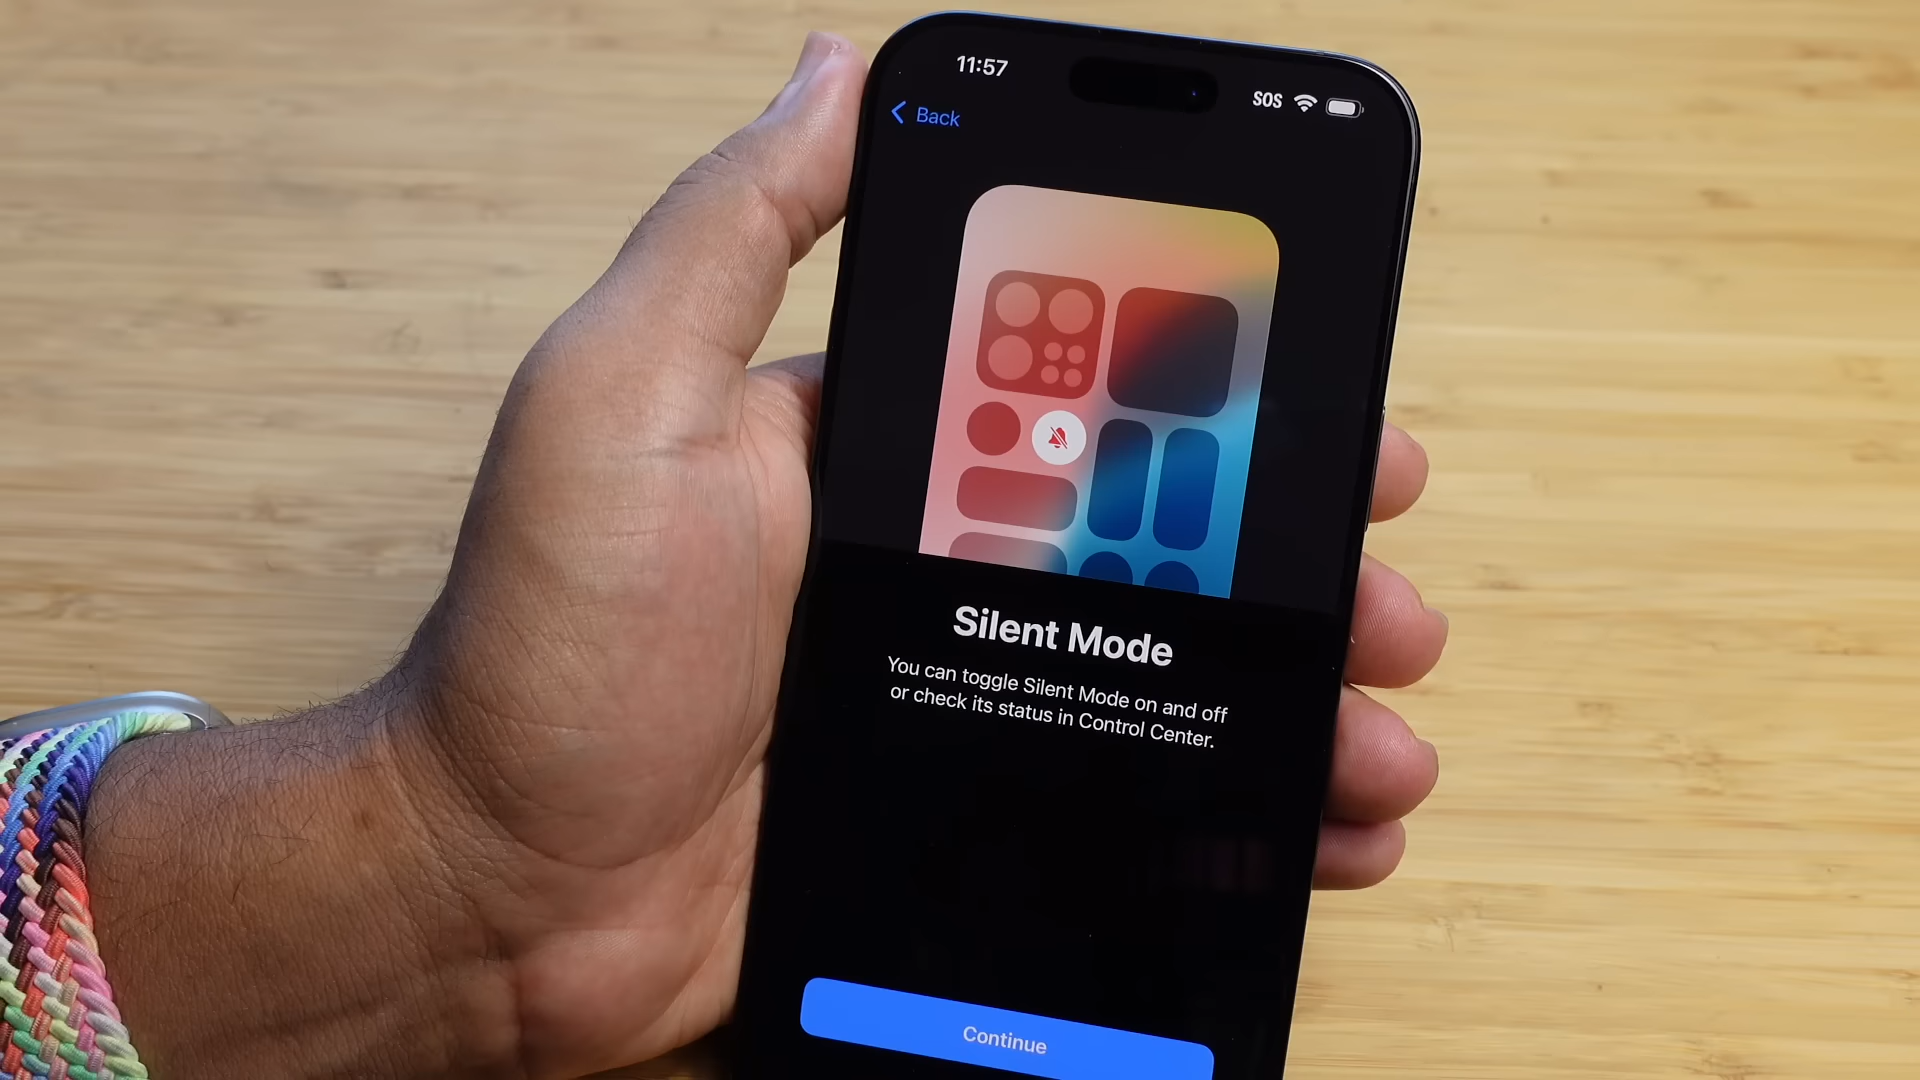 11:57
SOS
Back
Silent Mode
You can toggle Silent Mode on and off
or check its status in Control Center.
Continue